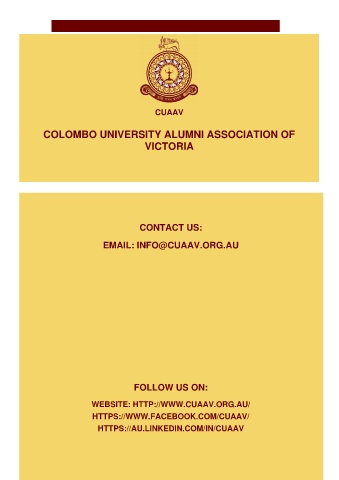 CUAAV
COLOMBO UNIVERSITY ALUMNI ASSOCIATION OF
VICTORIA
CONTACT US:
EMAIL: INFO@CUAAV.ORG.AU
FOLLOW US ON:
WEBSITE: HTTP://WWW.CUAAV.ORG.AU/
HTTPS://WWW.FACEBOOK.COM/CUAAV/
HTTPS://AU.LINKEDIN.COM/IN/CUAAV